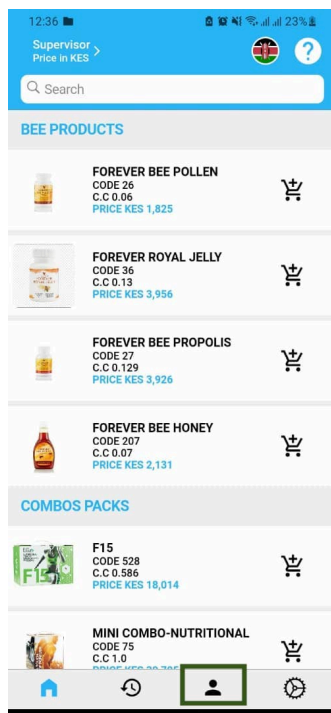 12:36
23%
Supervisor >
Price in KES
?
Search
BEE PRODUCTS
FOREVER BEE POLLEN
CODE 26
C.C 0.06
PRICE KES 1,825
FOREVER ROYAL JELLY
CODE 36
C.C 0.13
PRICE KES 3,956
FOREVER BEE PROPOLIS
CODE 27
C.C 0.129
PRICE KES 3,926
FOREVER BEE HONEY
CODE 207
C.C 0.07
PRICE KES 2,131
COMBOS PACKS
F15
F15
CODE 528
C.C 0.586
PRICE KES 18,014
MINI COMBO-NUTRITIONAL
CODE 75
C.C 1.0